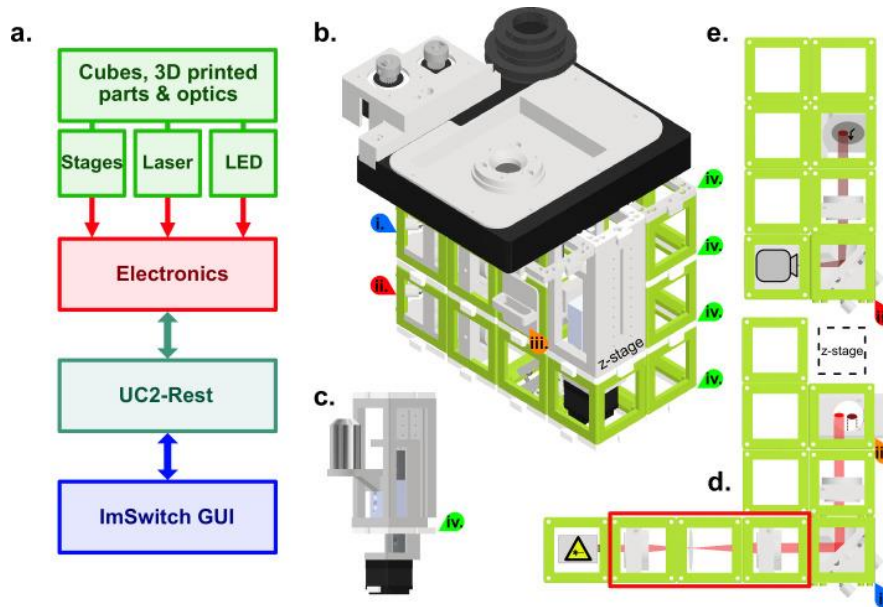 a.
Cubes, 3D printed
parts & optics
Stages
Laser
LED
Electronics
UC2-Rest
ImSwitch GUI
b.
i.
ii.
iii.
z-stage
iv.
iv.
iv.
iv.
c.
iv.
e.
z-stage
d.